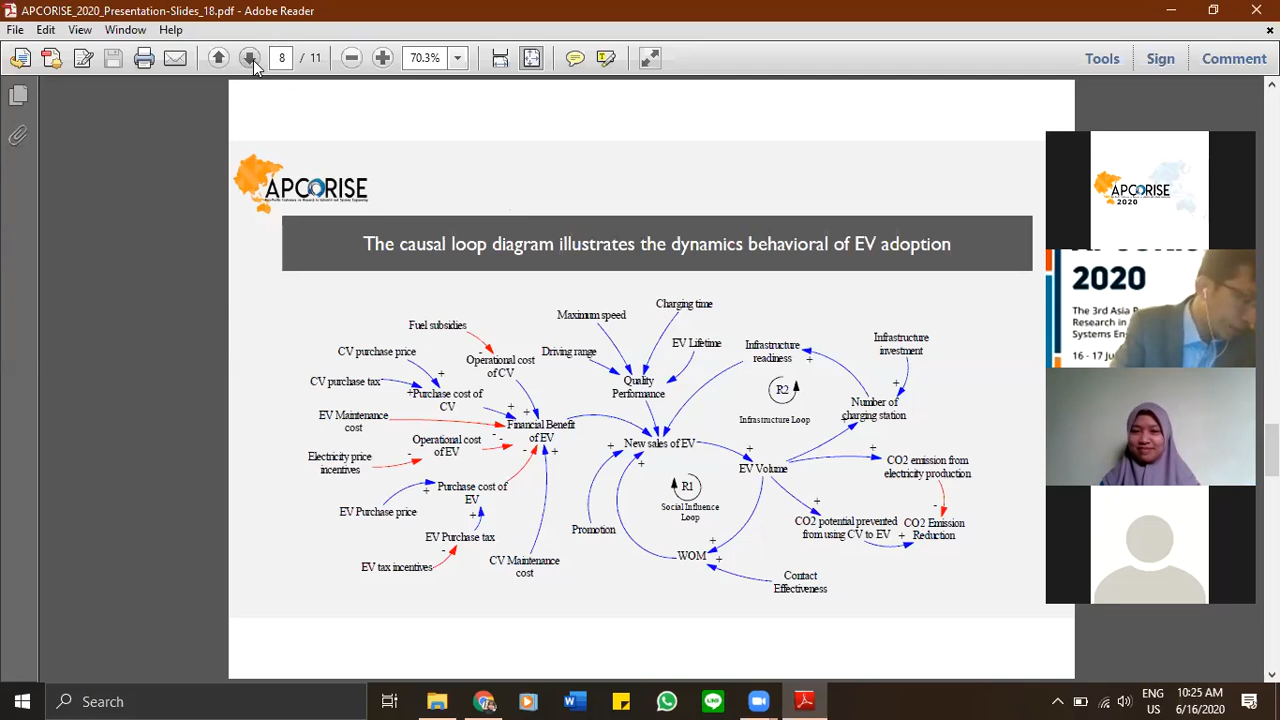 APCORISE_2020_Presentation-Slides_18.pdf - Adobe Reader
File Edit View Window Help
8 / 11
70.3%
Tools Sign Comment
APCORISE
The causal loop diagram illustrates the dynamics behavioral of EV adoption
Fuel subsidies
CV purchase price
CV purchase tax
EV Maintenance
cost
Electricity price
incentives
EV Purchase price
EV Purchase tax
EV tax incentives
Operational cost
of CV
Purchase cost of
CV
Operational cost
of EV
Purchase cost of
EV
CV Maintenance
cost
Financial Benefit
of EV
Maximum speed
Charging time
Driving range
EV Lifetime
Quality
Performance
New sales of EV
Promotion
R1
Social Influence
Loop
WOM
Contact
Effectiveness
EV Volume
Infrastructure
readiness
R2
Infrastructure Loop
Infrastructure
investment
Number of
charging station
CO2 emission from
electricity production
CO2 potential prevented
from using CV to EV
CO2 Emission
Reduction
APCORISE
2020
2020
The 3rd Asia
Research in
Systems Eng
16 - 17
Search
ENG
US
10:25 AM
6/16/2020